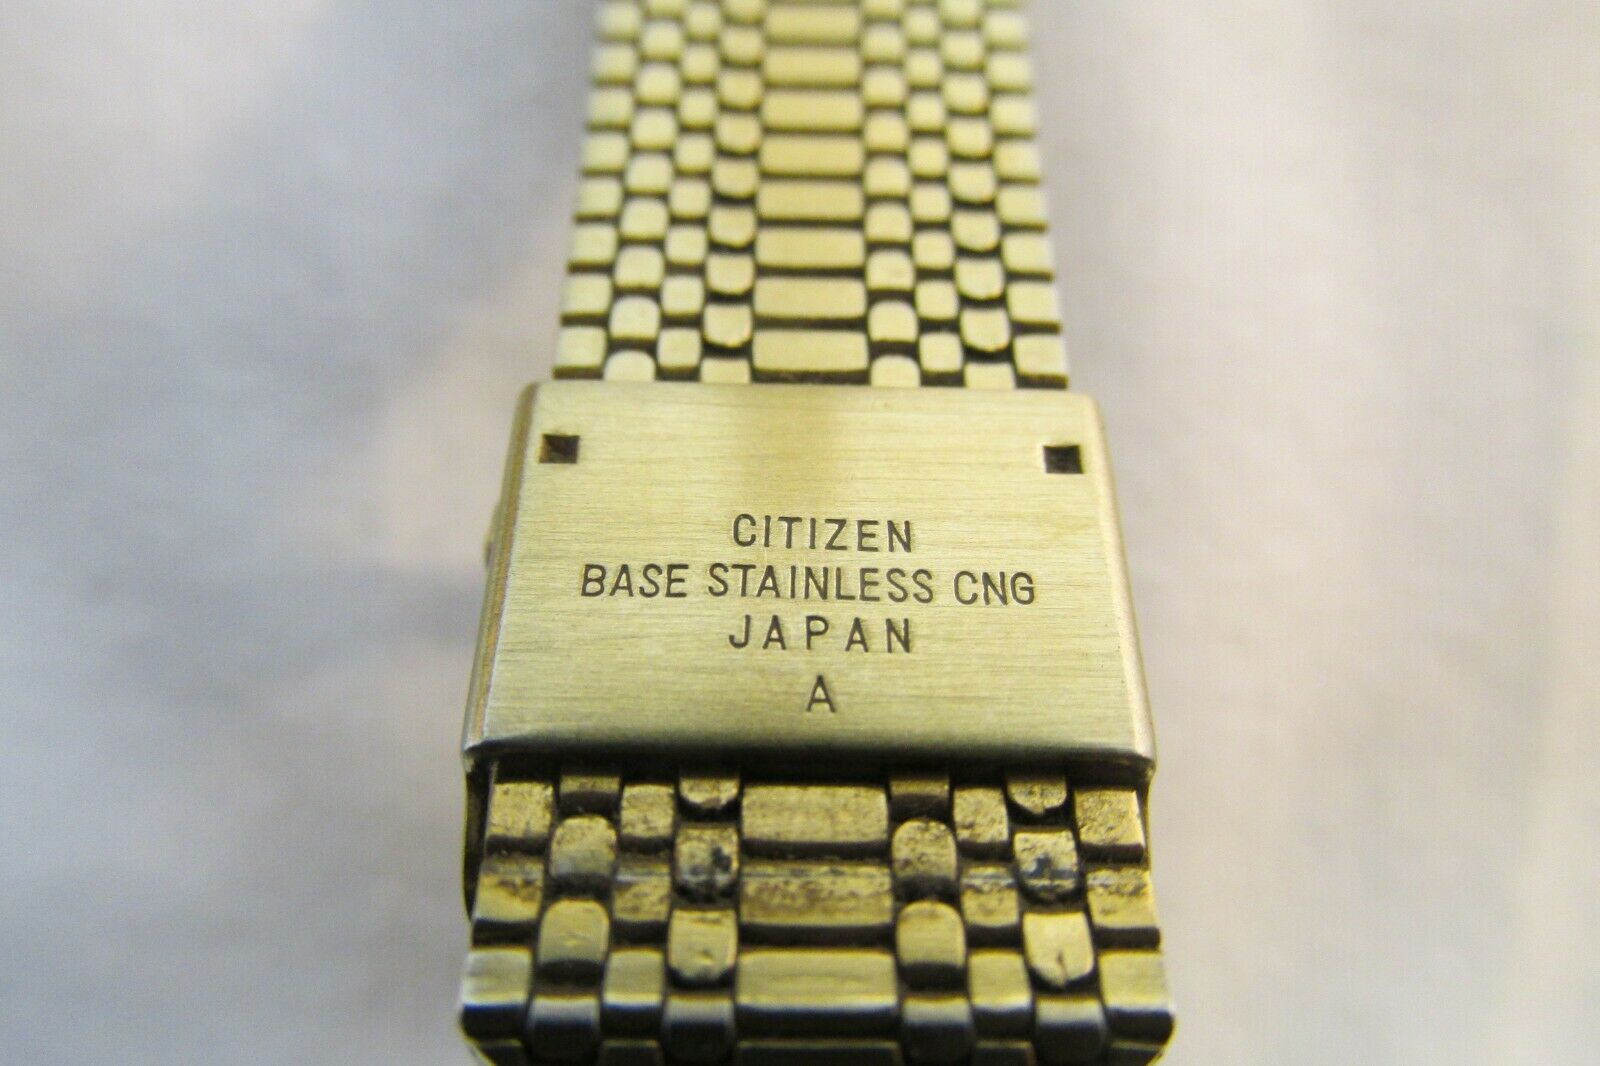 CITIZEN
BASE STAINLESS CNG
JAPAN
A